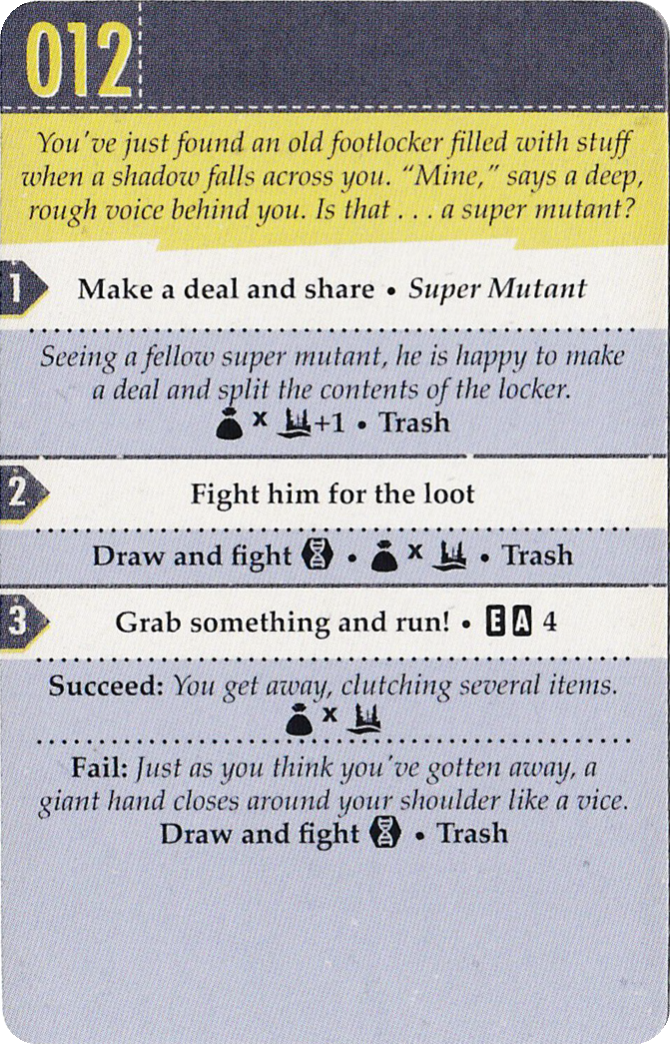 012
You've just found an old footlocker filled with stuff
when a shadow falls across you. “Mine,” says a deep,
rough voice behind you. Is that . . . a super mutant?
1 Make a deal and share • Super Mutant
Seeing a fellow super mutant, he is happy to make
a deal and split the contents of the locker.
x +1 • Trash
2 Fight him for the loot
Draw and fight • x • Trash
3 Grab something and run! • E A 4
Succeed: You get away, clutching several items.
x
Fail: Just as you think you've gotten away, a
giant hand closes around your shoulder like a vice.
Draw and fight • Trash